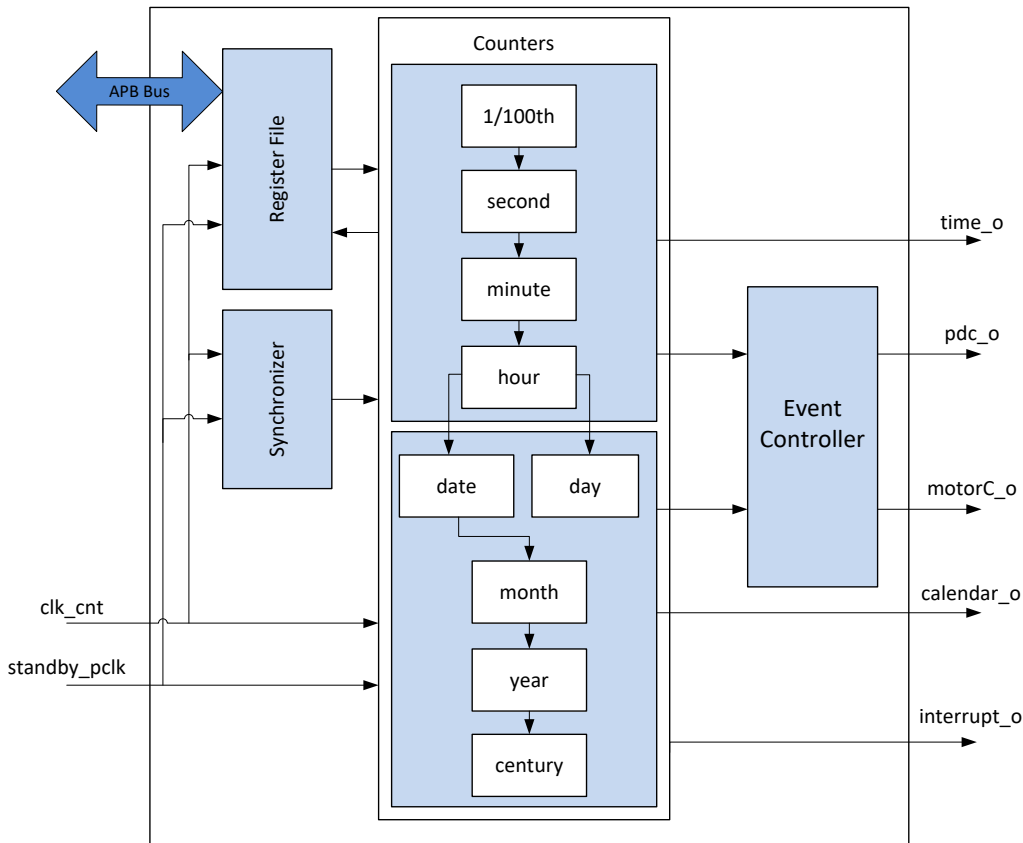 Counters
APB Bus
Register File
1/100th
second
time_o
minute
Synchronizer
hour
pdc_o
Event
Controller
date
day
motorC_o
month
clk_cnt
calendar_o
standby_pclk
year
interrupt_o
century